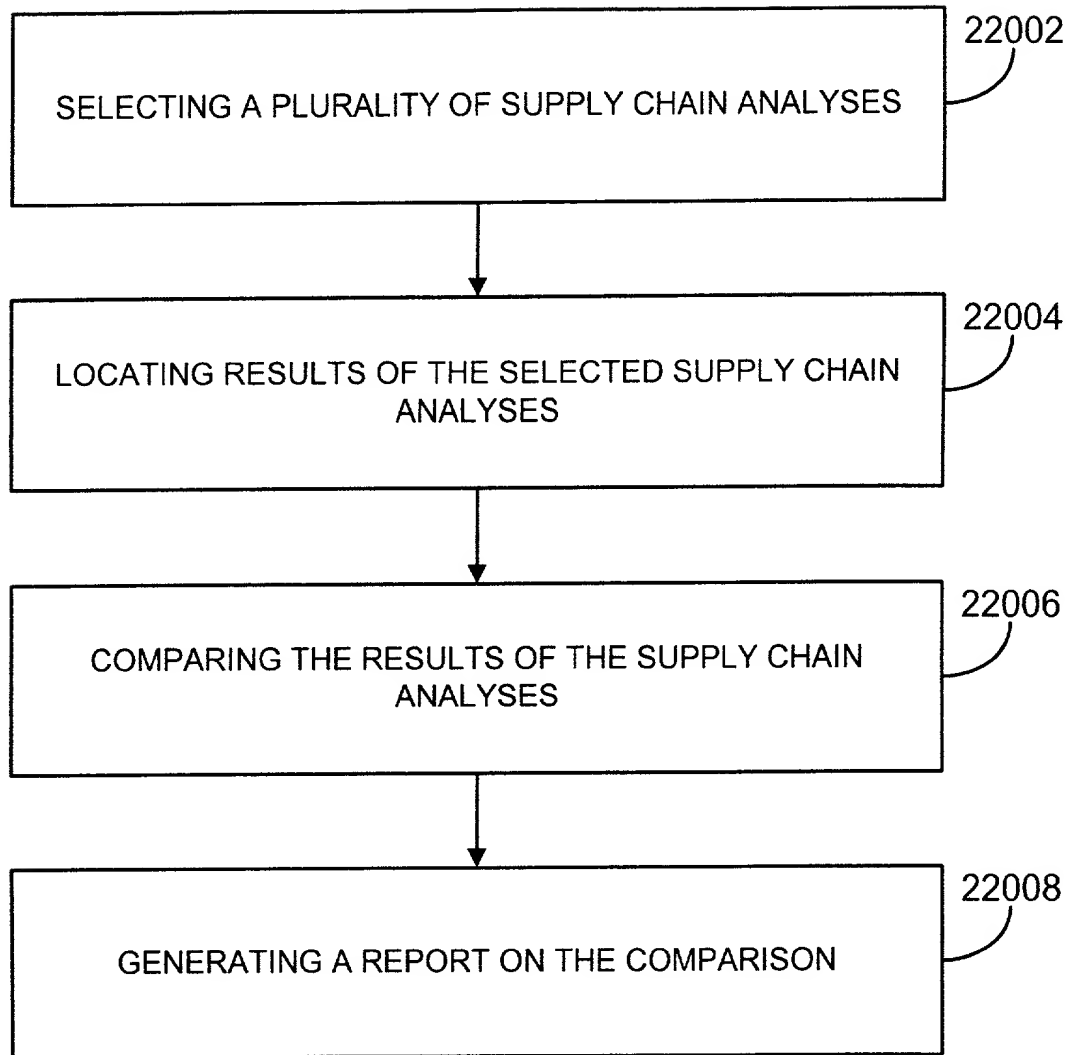 22002
SELECTING A PLURALITY OF SUPPLY CHAIN ANALYSES
22004
LOCATING RESULTS OF THE SELECTED SUPPLY CHAIN
ANALYSES
22006
COMPARING THE RESULTS OF THE SUPPLY CHAIN
ANALYSES
22008
GENERATING A REPORT ON THE COMPARISON